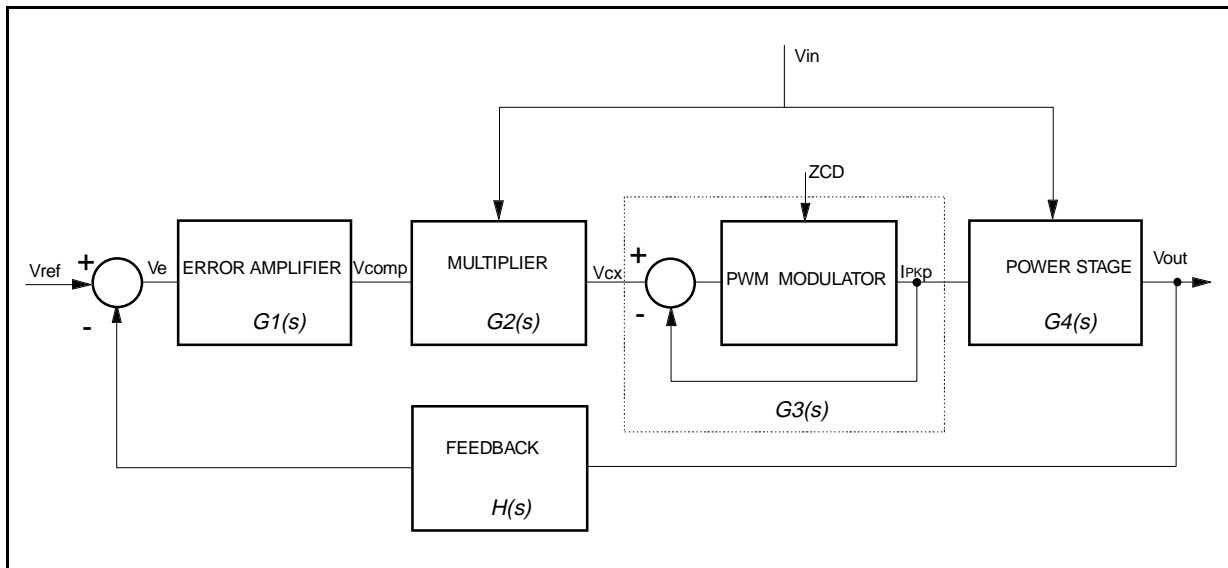 Vin
ZCD
+
Vref
-
Ve
ERROR AMPLIFIER
G1(s)
Vcomp
MULTIPLIER
G2(s)
Vcx
+
-
PWM MODULATOR
IPKp
G3(s)
POWER STAGE
G4(s)
Vout
FEEDBACK
H(s)